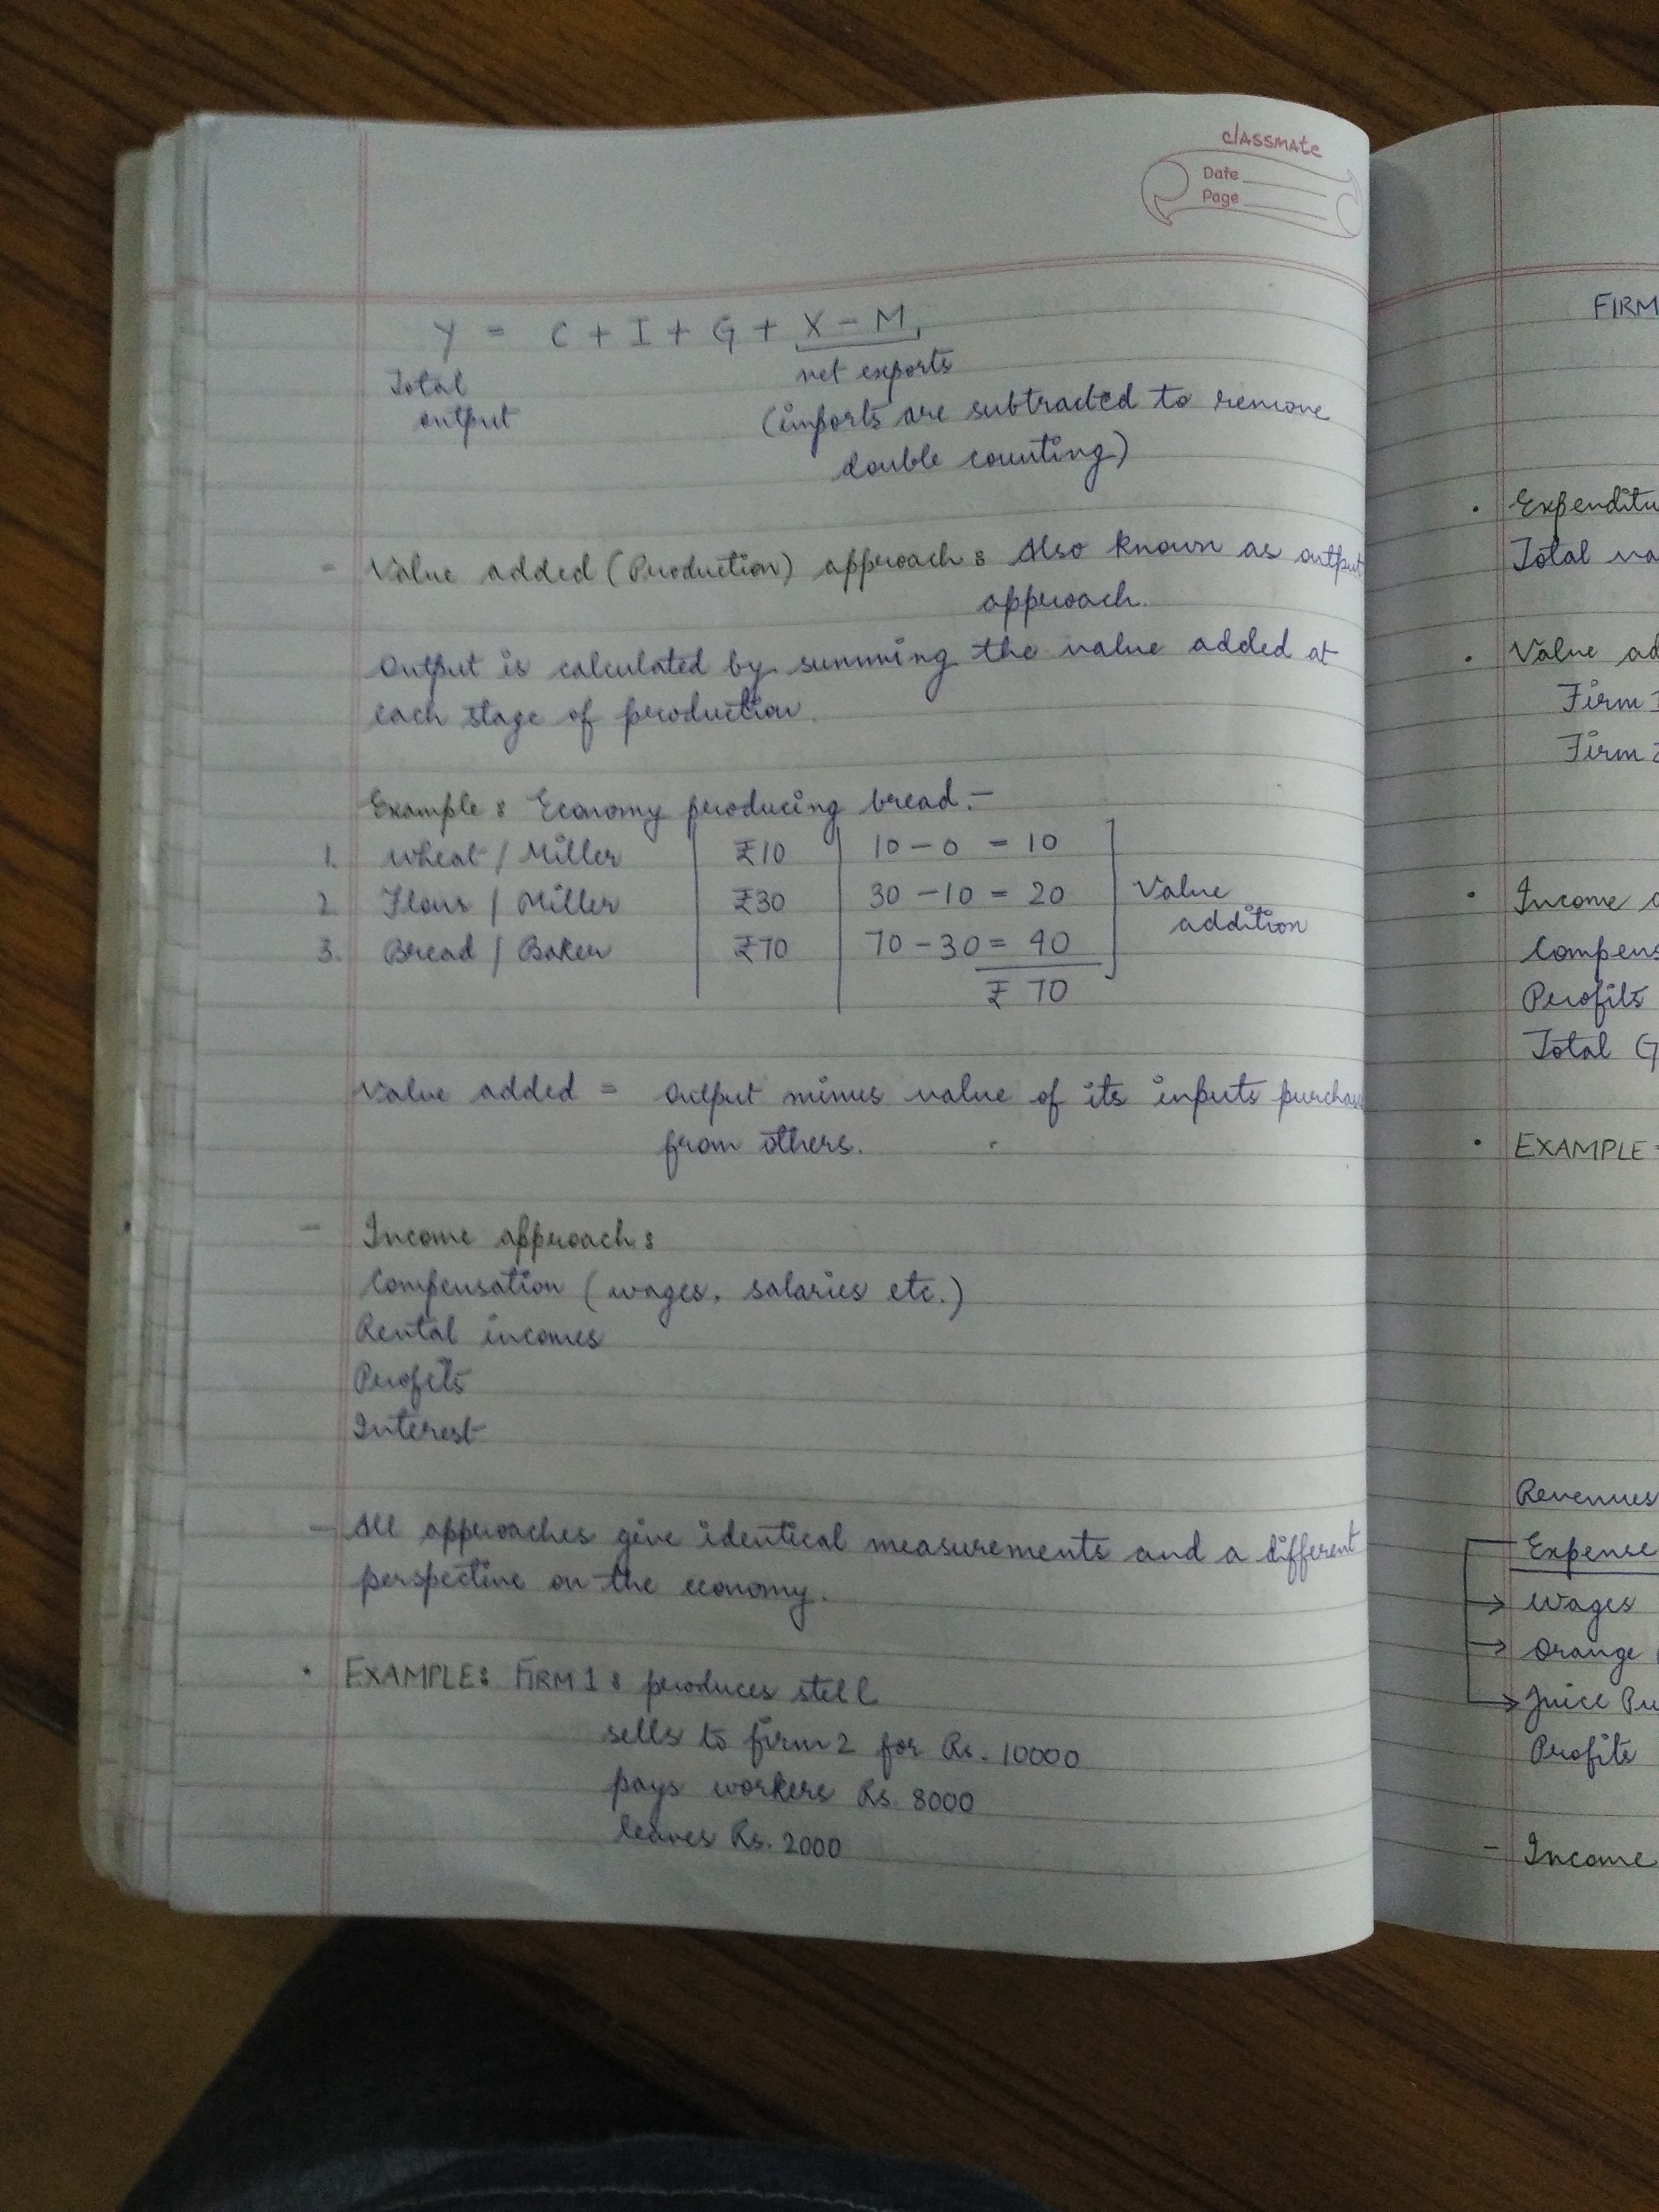 classmate
Date
Page
Y = C + I + G + X - M
Total
output
net exports
(imports are subtracted to remove
double counting)
- Value added (Production) approach : Also known as output
approach.
Output is calculated by summing the value added at
each stage of production.
Example : Economy producing bread.-
1. Wheat / Miller ₹10 10 - 0 = 10
2. Flour / Miller ₹30 30 - 10 = 20
3. Bread / Baker ₹70 70 - 30 = 40
Value
addition
₹ 70
Value added = Output minus value of its inputs purchas
from others.
- Income approach :
Compensation (wages, salaries etc.)
Rental incomes
Profits
Interest
- All approaches give identical measurements and a different
perspective on the economy.
• EXAMPLE: FIRM 1 : produces steel
sells to firm 2 for Rs. 10000
pays workers Rs. 8000
leaves Rs. 2000
FIRM
• Expenditu
Total va
• Value ad
Firm 1
Firm 2
• Income a
Compens
Profits
Total G
• EXAMPLE -
Revenues
Expense
→ Wages
→ Orange
→ Juice Pu
Profits
- Income